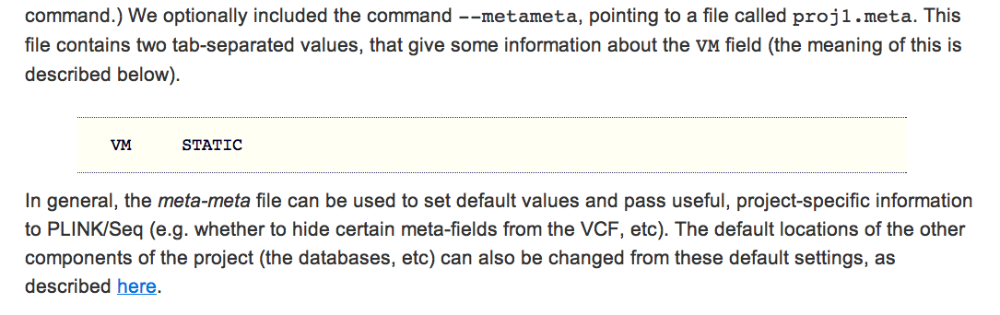 command.) We optionally included the command --metameta, pointing to a file called proj1.meta. This
file contains two tab-separated values, that give some information about the VM field (the meaning of this is
described below).
VM STATIC
In general, the meta-meta file can be used to set default values and pass useful, project-specific information
to PLINK/Seq (e.g. whether to hide certain meta-fields from the VCF, etc). The default locations of the other
components of the project (the databases, etc) can also be changed from these default settings, as
described here.